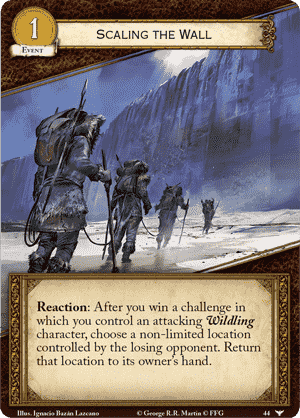 1
EVENT
SCALING THE WALL
Reaction: After you win a challenge in
which you control an attacking Wildling
character, choose a non-limited location
controlled by the losing opponent. Return
that location to its owner's hand.
Illus. Ignacio Bazán Lazcano
© George R.R. Martin © FFG
44